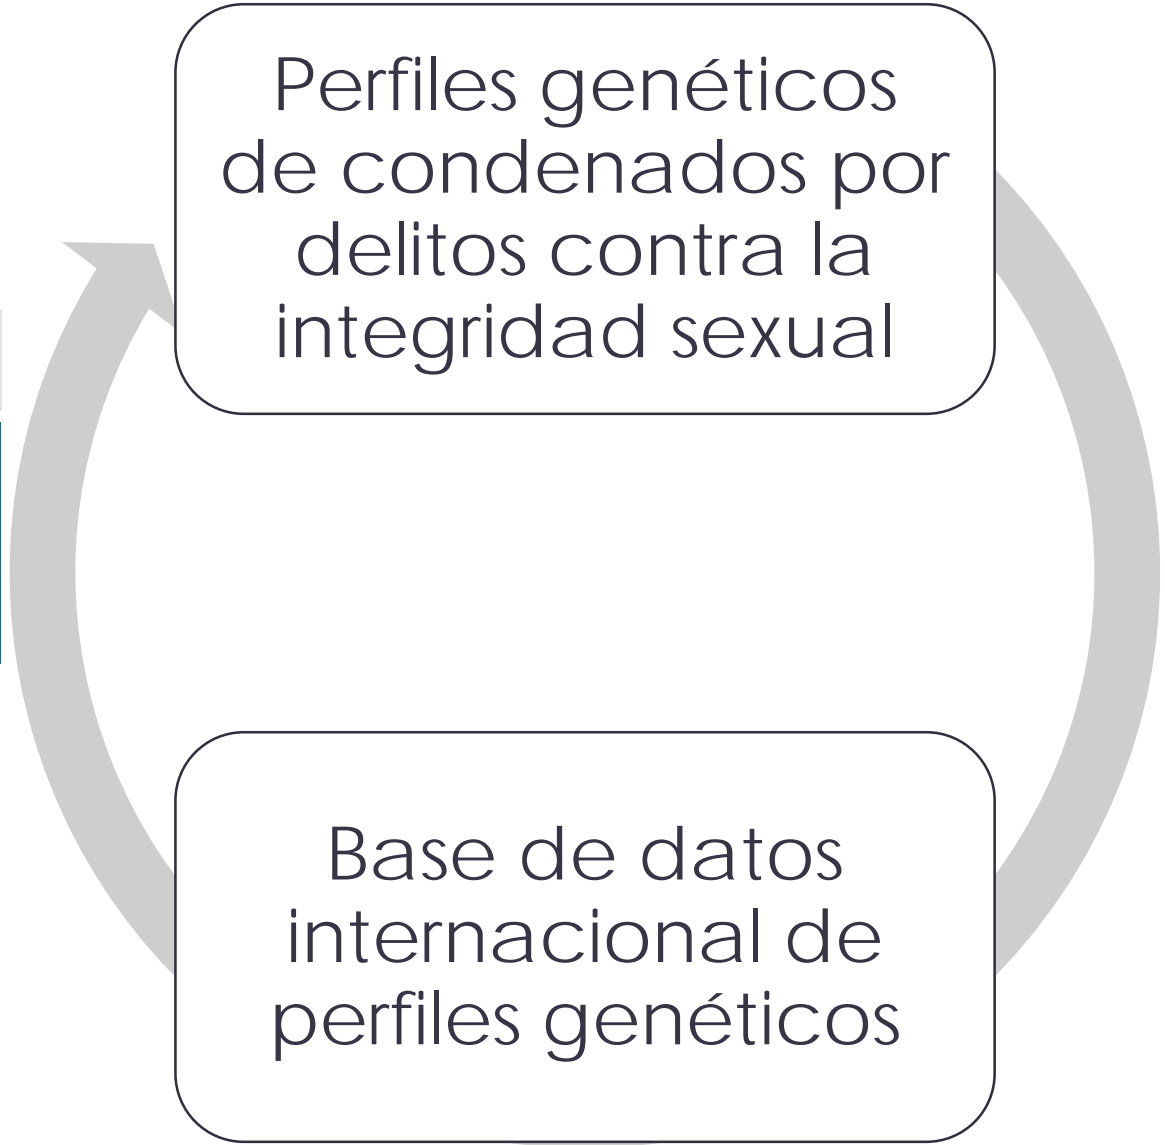 Perfiles genéticos
de condenados por
delitos contra la
integridad sexual
Base de datos
internacional de
perfiles genéticos